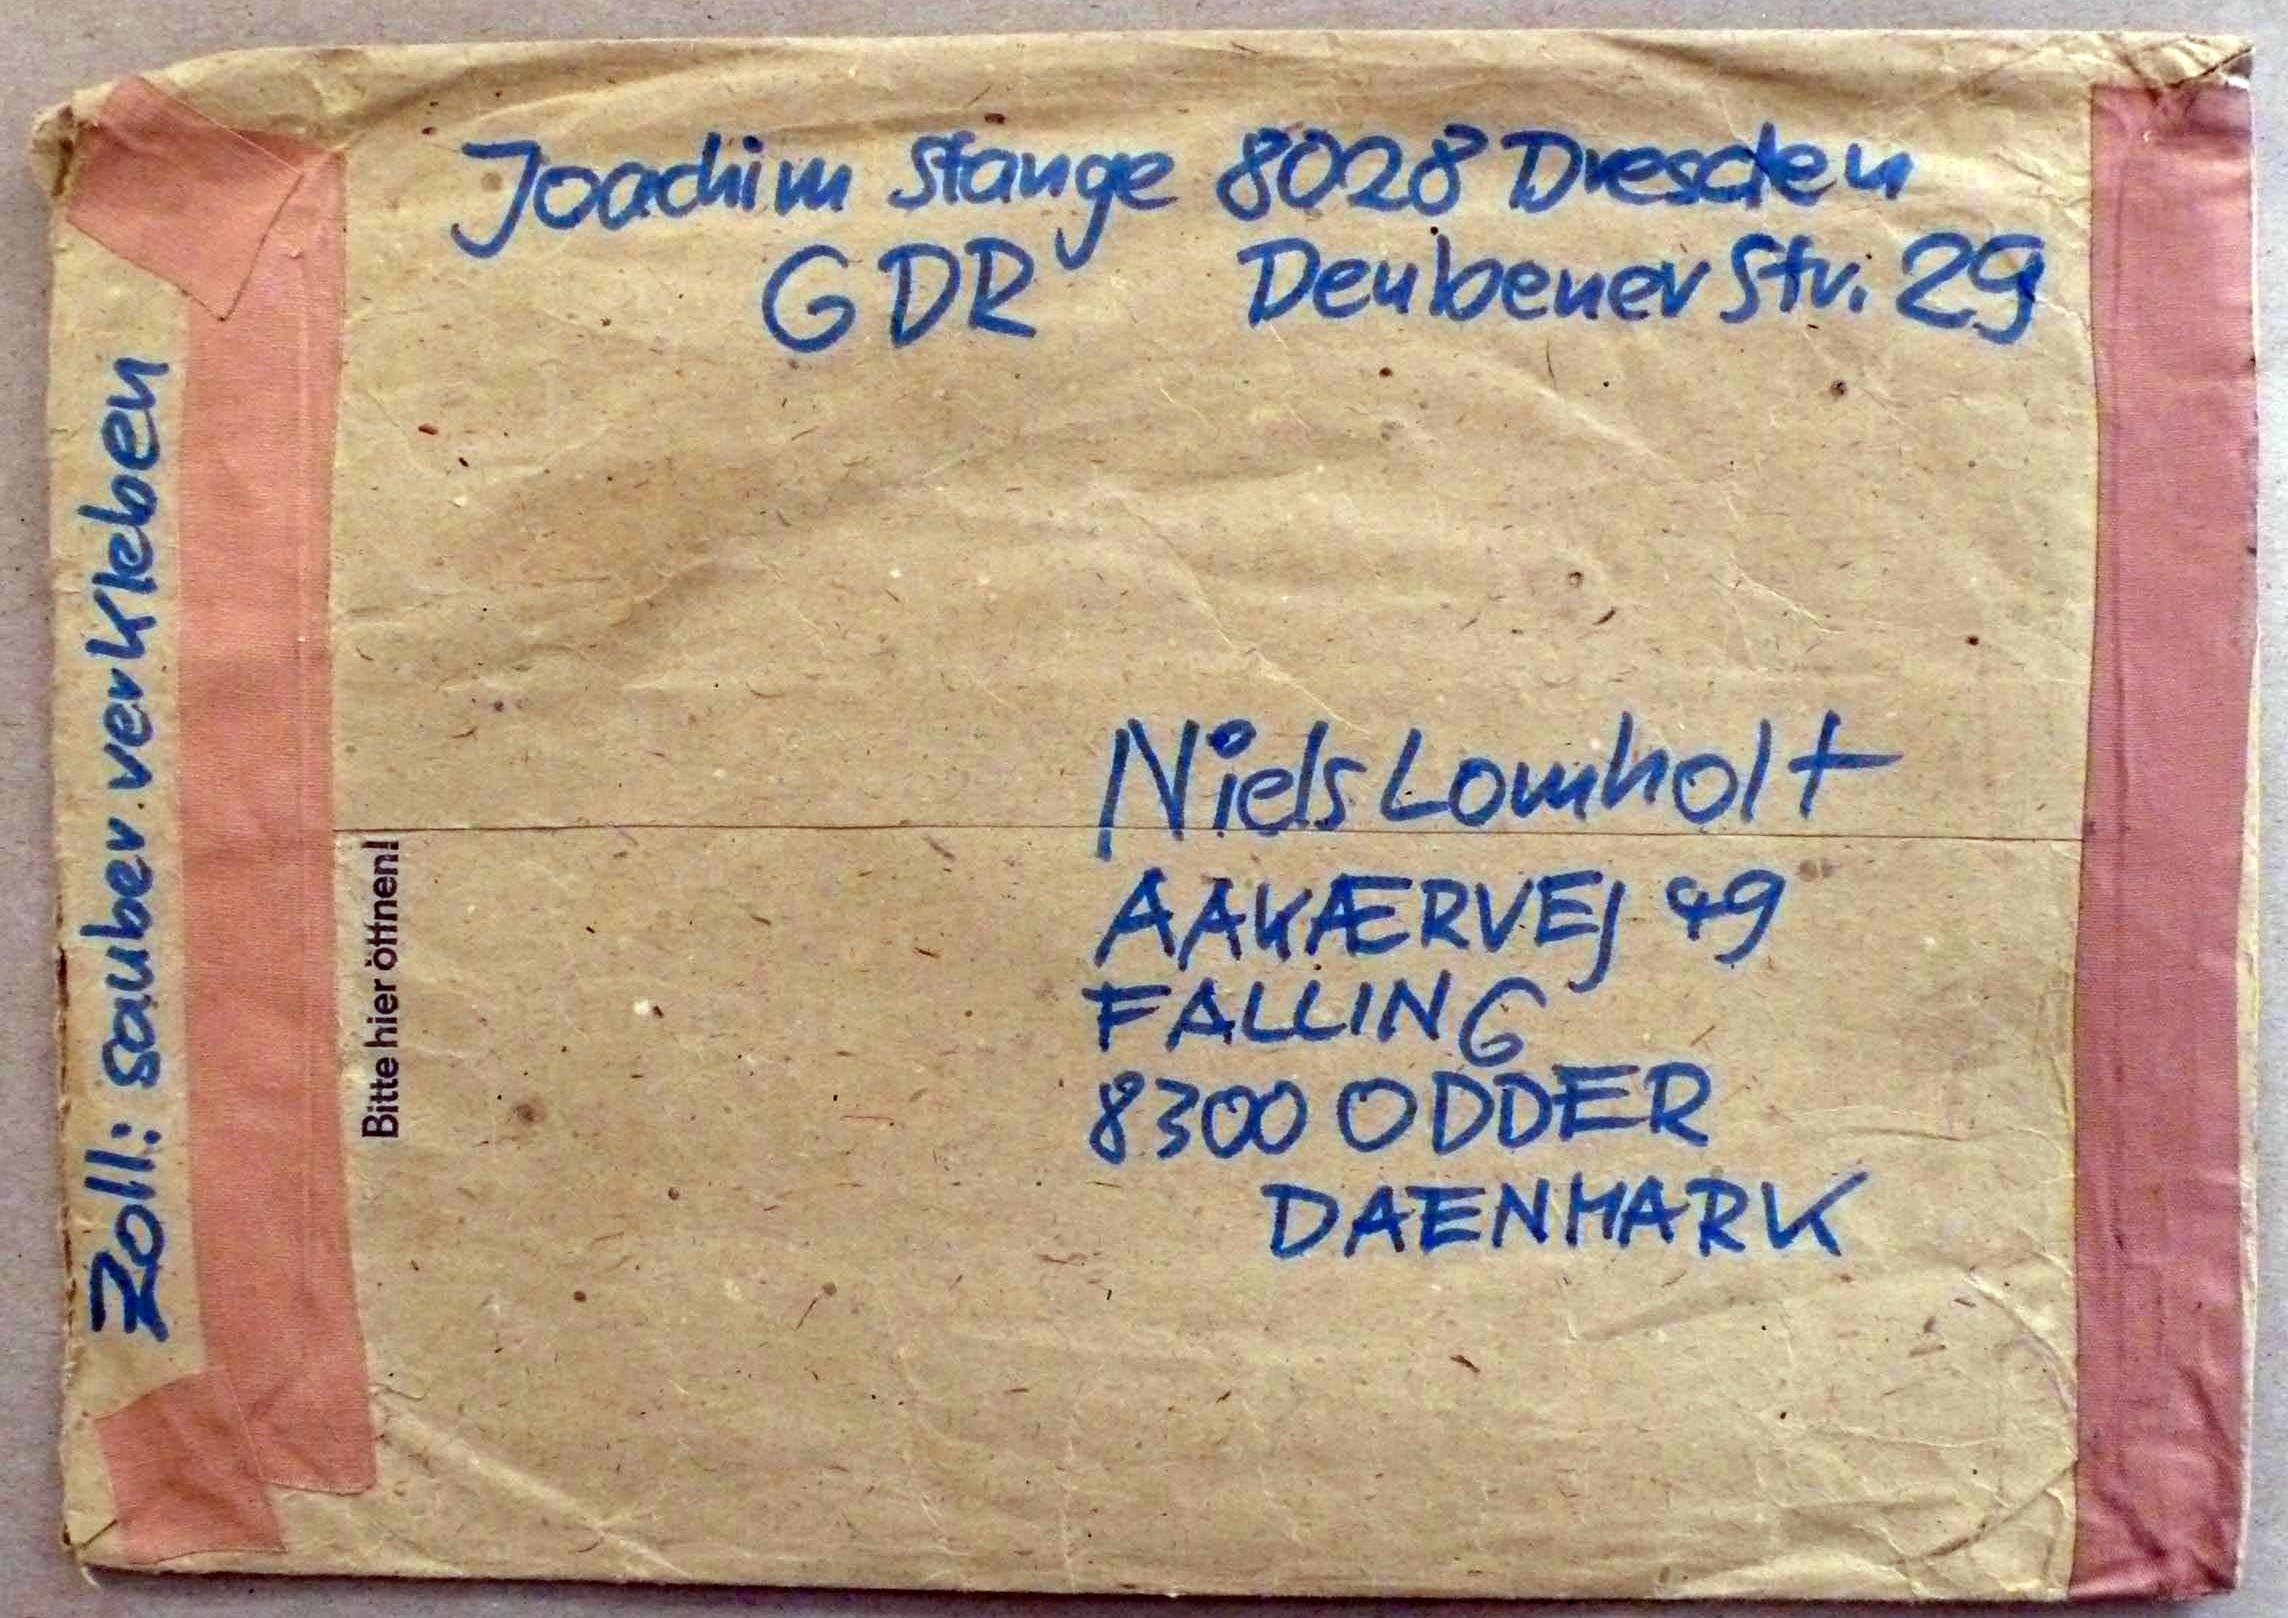 Joachim Stange 8028 Dresden
GDR Deubener Str. 29
Zoll: sauber verkleben
Bitte hier öffnen!
Niels Lomholt
AAKÆRVEJ 49
FALLING
8300 ODDER
DAENMARK